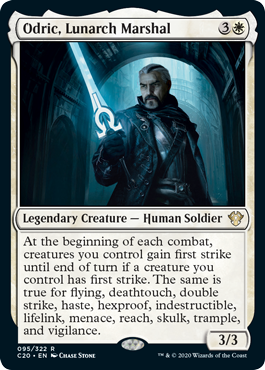 Odric, Lunarch Marshal 3
Legendary Creature — Human Soldier
At the beginning of each combat,
creatures you control gain first strike
until end of turn if a creature you
control has first strike. The same is
true for flying, deathtouch, double
strike, haste, hexproof, indestructible,
lifelink, menace, reach, skulk, trample,
and vigilance.
3/3
095/322 R
C20 • EN Chase Stone
™ & © 2020 Wizards of the Coast